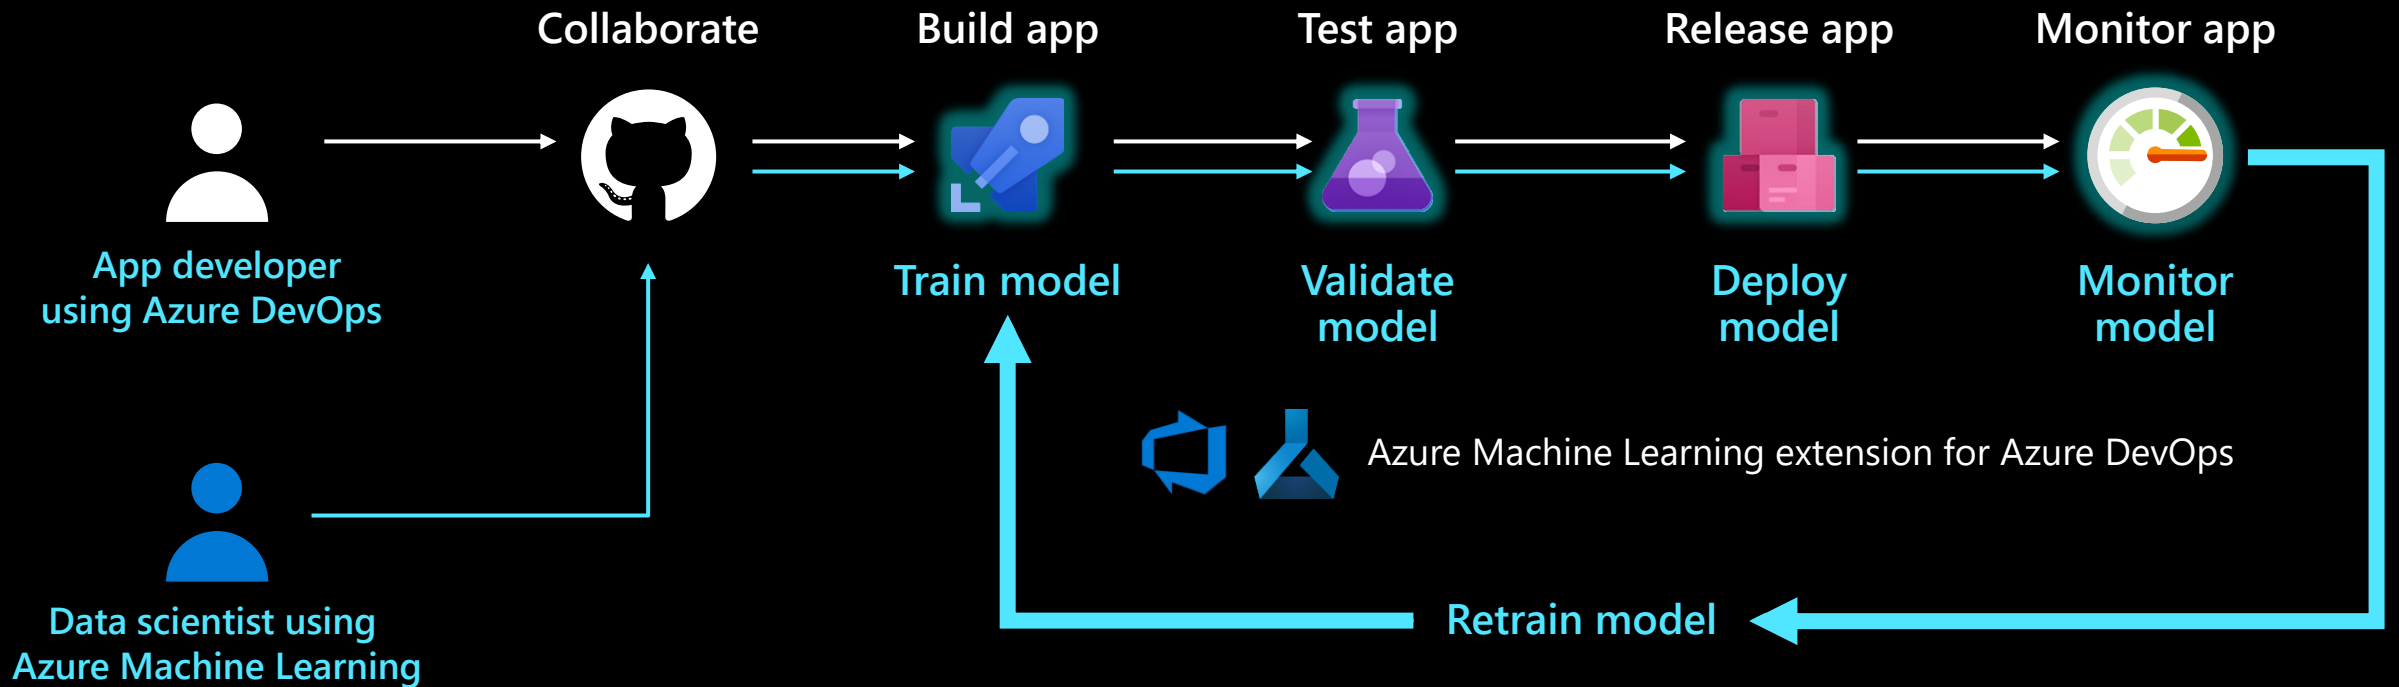 Collaborate
Build app
Test app
Release app
Monitor app
App developer
using Azure DevOps
Train model
Validate
model
Deploy
model
Monitor
model
Azure Machine Learning extension for Azure DevOps
Retrain model
Data scientist using
Azure Machine Learning